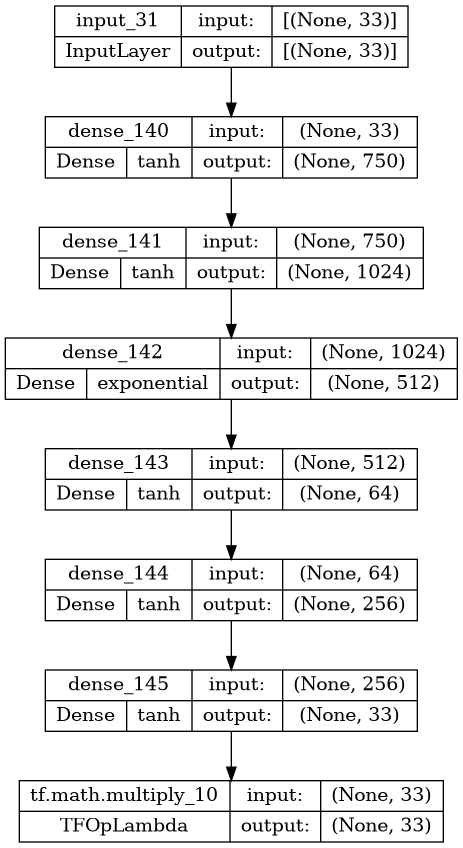 input_31 input: [(None, 33)]
InputLayer output: [(None, 33)]
dense_140 input: (None, 33)
Dense tanh output: (None, 750)
dense_141 input: (None, 750)
Dense tanh output: (None, 1024)
dense_142 input: (None, 1024)
Dense exponential output: (None, 512)
dense_143 input: (None, 512)
Dense tanh output: (None, 64)
dense_144 input: (None, 64)
Dense tanh output: (None, 256)
dense_145 input: (None, 256)
Dense tanh output: (None, 33)
tf.math.multiply_10 input: (None, 33)
TFOpLambda output: (None, 33)